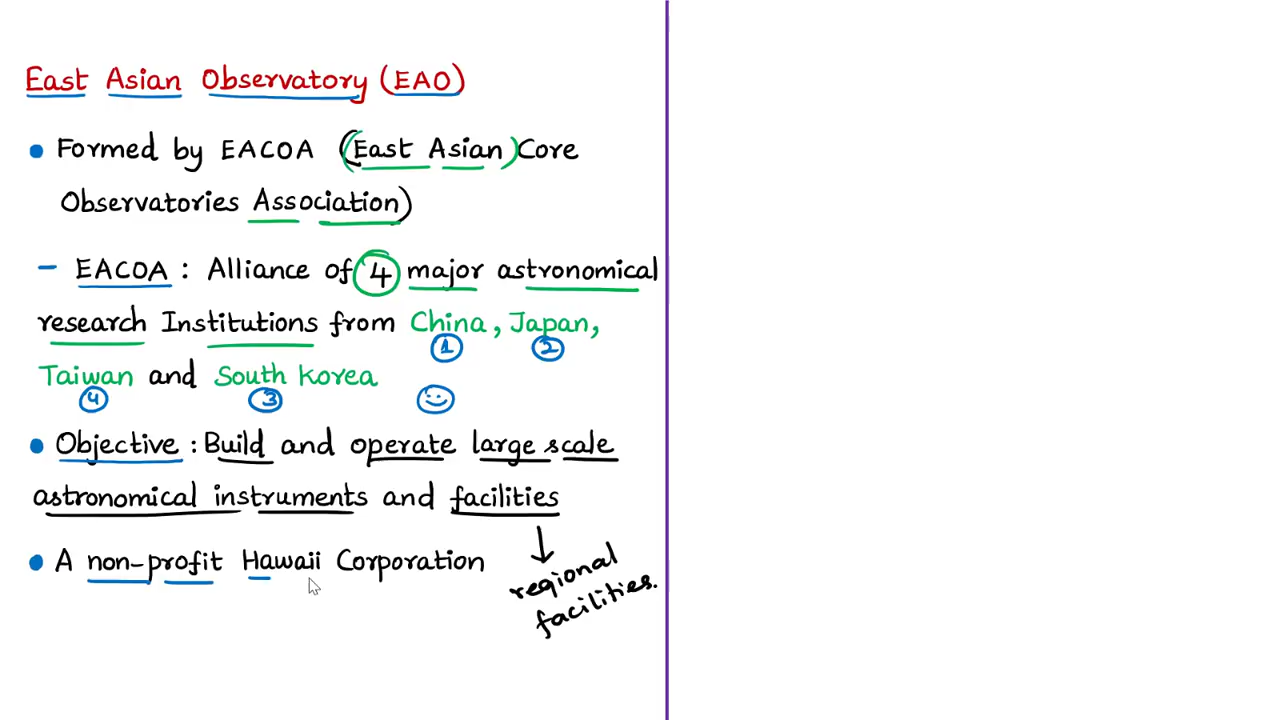 East Asian Observatory (EAO)
• Formed by EACOA (East Asian Core
Observatories Association)
- EACOA : Alliance of 4 major astronomical
research Institutions from China, Japan,
1 2
Taiwan and South Korea
4 3
• Objective : Build and operate large scale
astronomical instruments and facilities
• A non-profit Hawaii Corporation
regional
facilities.